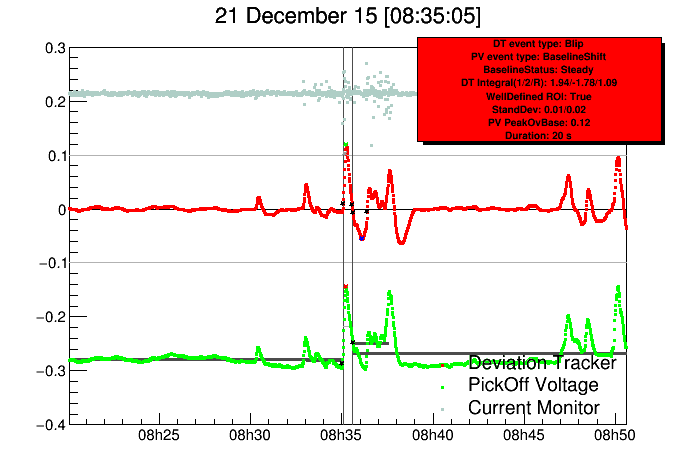 21 December 15 [08:35:05]
DT event type: Blip
PV event type: BaselineShift
BaselineStatus: Steady
DT Integral(1/2/R): 1.94/-1.78/1.09
WellDefined ROI: True
StandDev: 0.01/0.02
PV PeakOvBase: 0.12
Duration: 20 s
0.3
0.2
0.1
0
−0.1
−0.2
−0.3
−0.4
Deviation Tracker
PickOff Voltage
Current Monitor
08h25 08h30 08h35 08h40 08h45 08h50